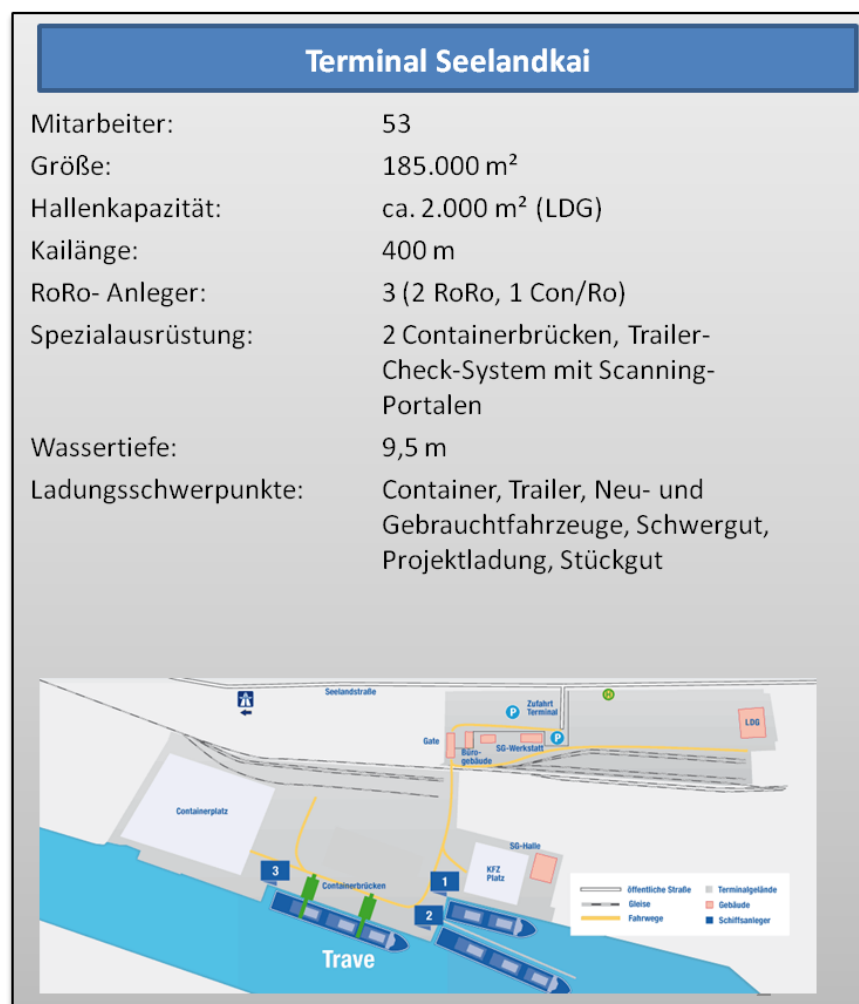 Terminal Seelandkai
Mitarbeiter: 53
Größe: 185.000 m²
Hallenkapazität: ca. 2.000 m² (LDG)
Kailänge: 400 m
RoRo- Anleger: 3 (2 RoRo, 1 Con/Ro)
Spezialausrüstung: 2 Containerbrücken, Trailer-
Check-System mit Scanning-
Portalen
Wassertiefe: 9,5 m
Ladungsschwerpunkte: Container, Trailer, Neu- und
Gebrauchtfahrzeuge, Schwergut,
Projektladung, Stückgut
Seelandstraße
Zufahrt
Terminal
P
H
LDG
Gate
Büro-
gebäude
SG-Werkstatt
P
Containerplatz
SG-Halle
KFZ
Platz
3
Containerbrücken
1
2
Trave
öffentliche Straße
Gleise
Fahrwege
Terminalgelände
Gebäude
Schiffsanleger